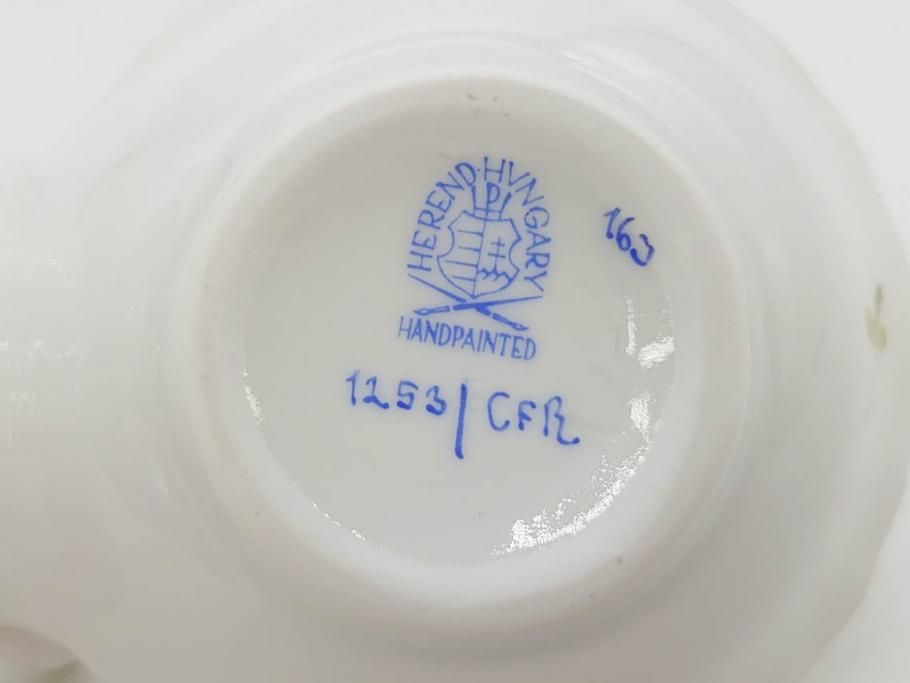 HEREND·HVNGARY
HANDPAINTED
163
1253/CFR